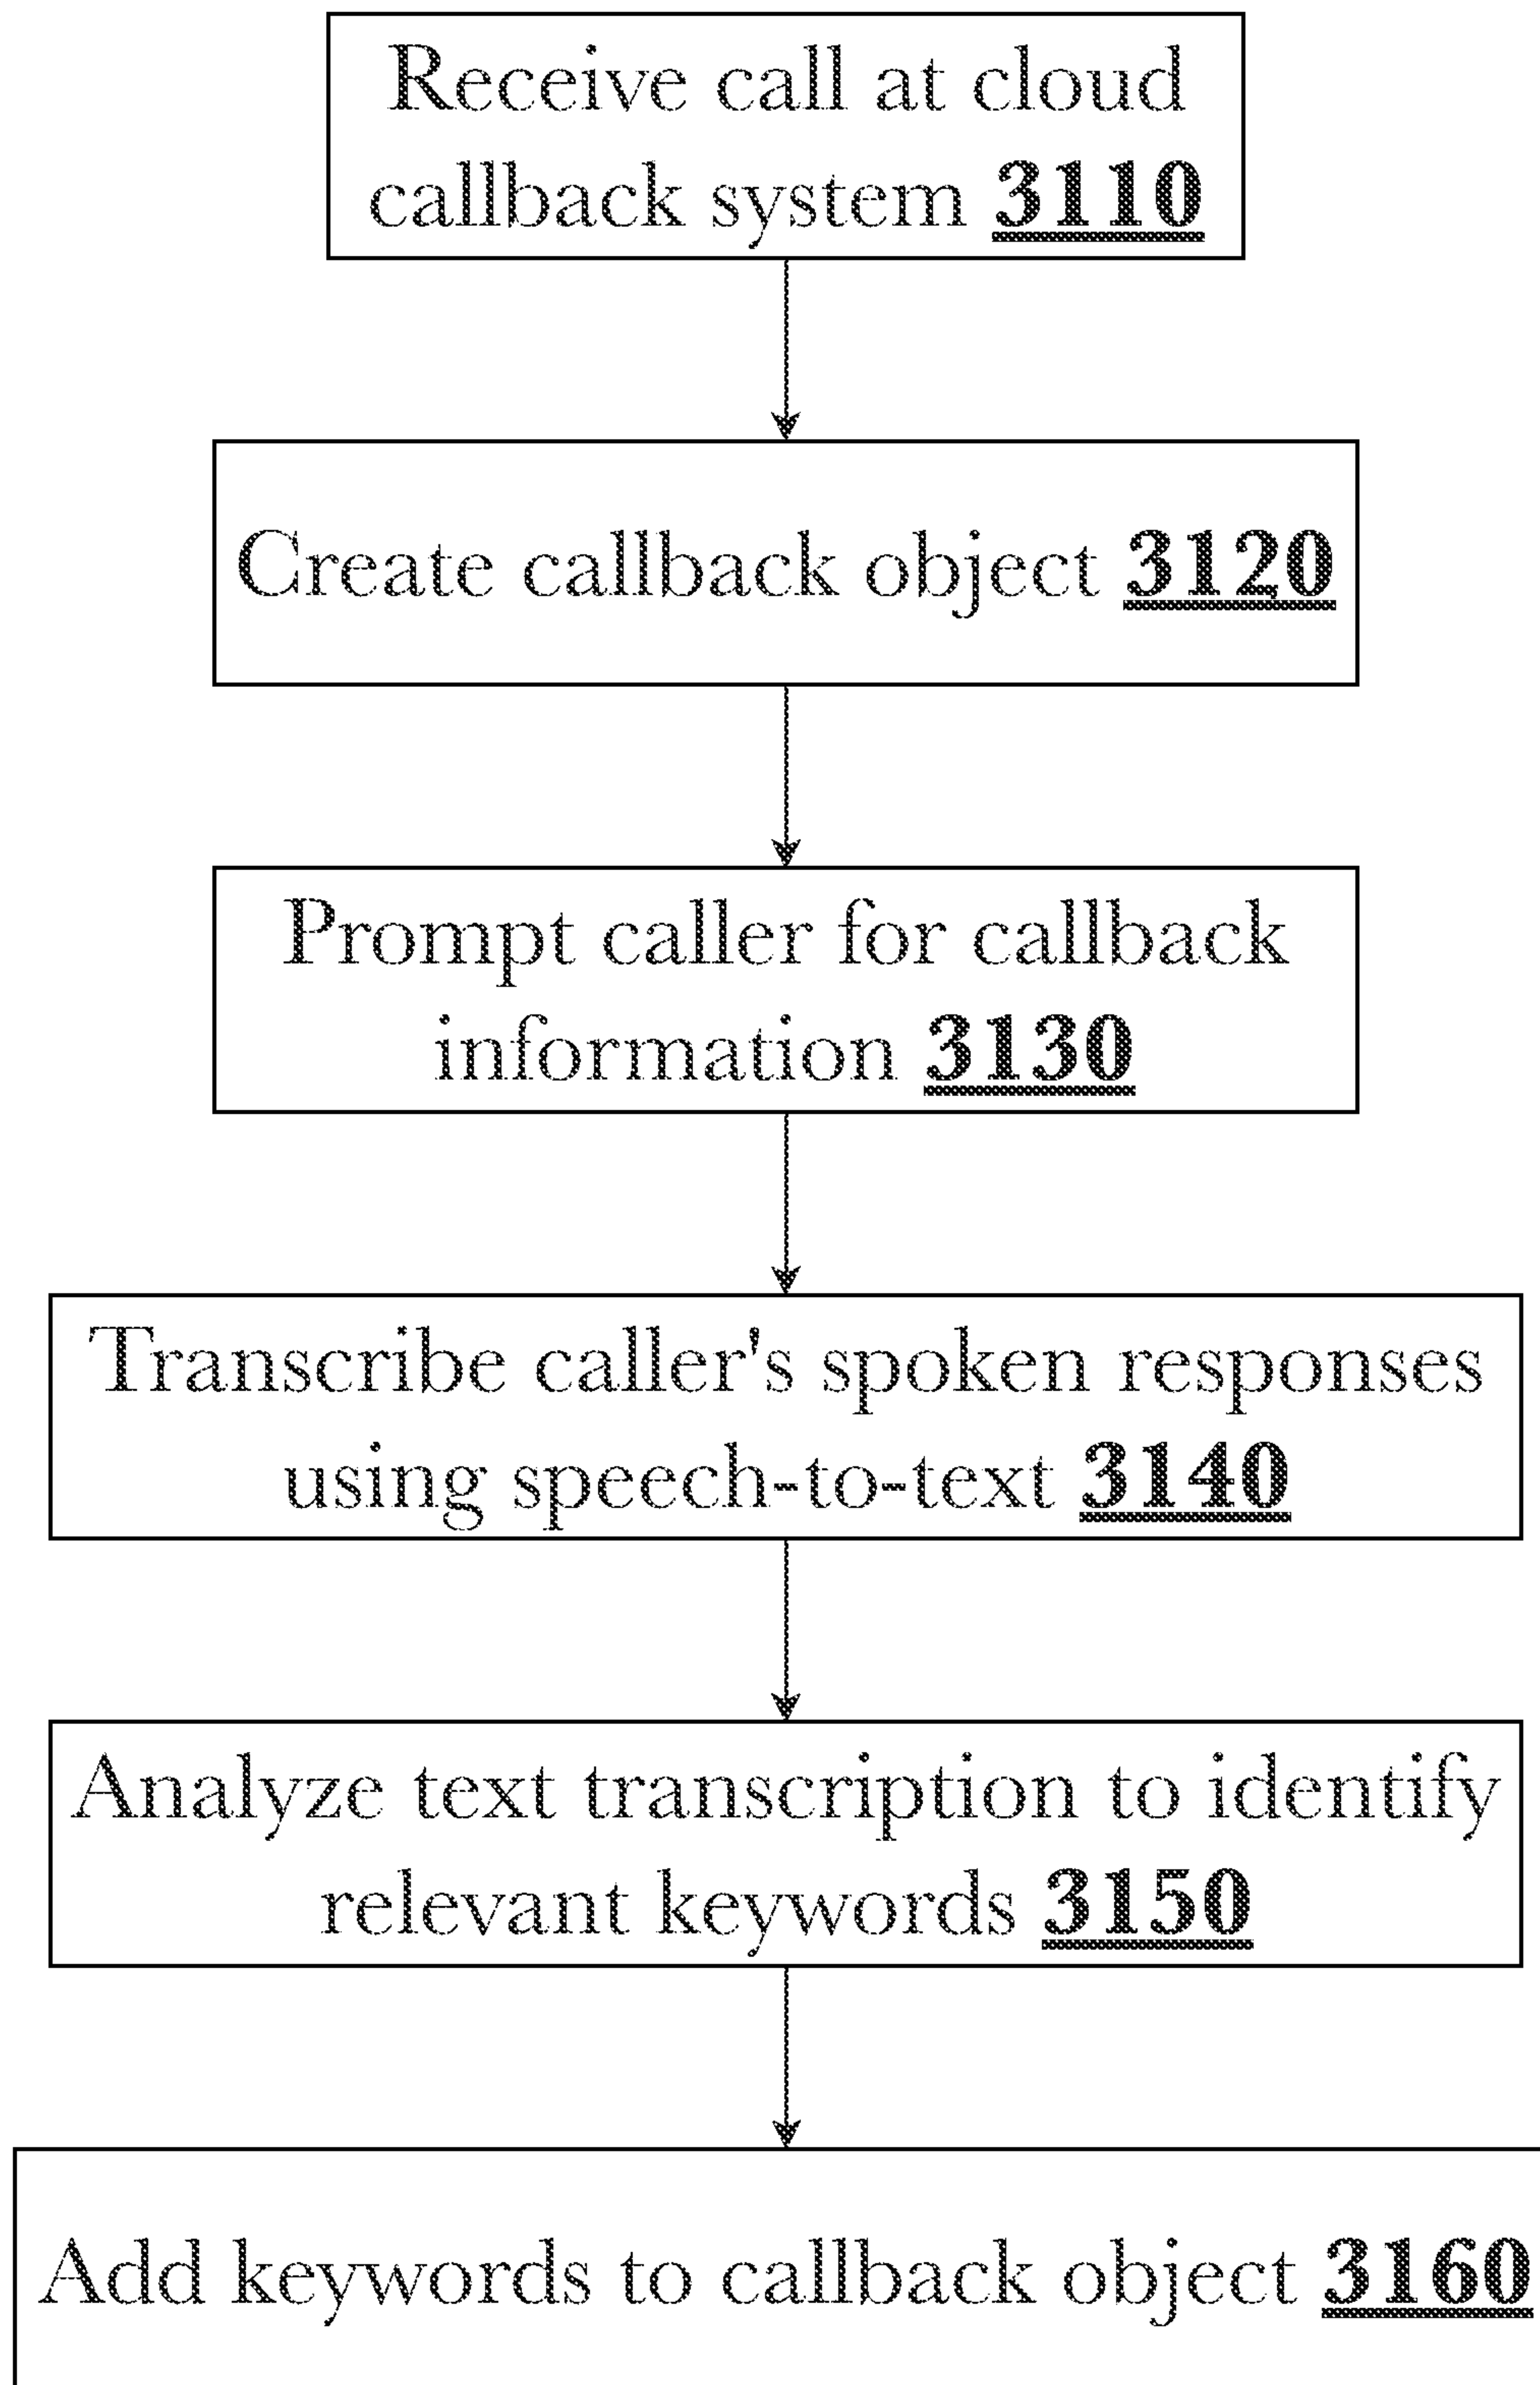 Receive call at cloud
callback system 3110
Create callback object 3120
Prompt caller for callback
information 3130
Transcribe caller's spoken responses
using speech-to-text 3140
Analyze text transcription to identify
relevant keywords 3150
Add keywords to callback object 3160